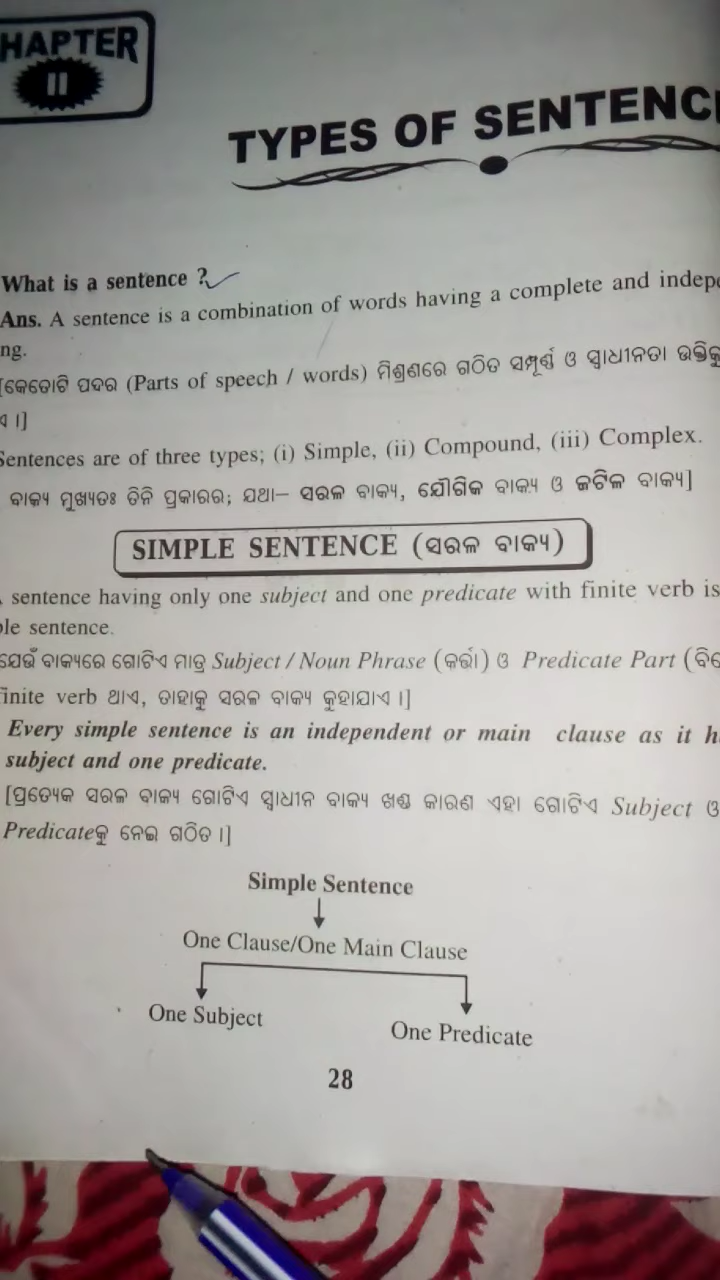 HAPTER
II
TYPES OF SENTENC
What is a sentence ?
Ans. A sentence is a combination of words having a complete and indepe
ng.
[କେତୋଟି ପଦର (Parts of speech / words) ମିଶ୍ରଣରେ ଗଠିତ ସମ୍ପୂର୍ଣ୍ଣ ଓ ସ୍ୱାଧୀନତା ଉକ୍ତିକୁ
ଏ ।]
Sentences are of three types; (i) Simple, (ii) Compound, (iii) Complex.
ବାକ୍ୟ ମୁଖ୍ୟତଃ ତିନି ପ୍ରକାରର; ଯଥା– ସରଳ ବାକ୍ୟ, ଯୌଗିକ ବାକ୍ୟ ଓ ଜଟିଳ ବାକ୍ୟ]
SIMPLE SENTENCE (ସରଳ ବାକ୍ୟ)
sentence having only one subject and one predicate with finite verb is
ple sentence.
ଯେଉଁ ବାକ୍ୟରେ ଗୋଟିଏ ମାତ୍ର Subject / Noun Phrase (କର୍ତ୍ତା) ଓ Predicate Part (ବିଧେ
finite verb ଥାଏ, ତାହାକୁ ସରଳ ବାକ୍ୟ କୁହାଯାଏ ।]
Every simple sentence is an independent or main clause as it h
subject and one predicate.
[ପ୍ରତ୍ୟେକ ସରଳ ବାକ୍ୟ ଗୋଟିଏ ସ୍ୱାଧୀନ ବାକ୍ୟ ଖଣ୍ଡ କାରଣ ଏହା ଗୋଟିଏ Subject ଓ
Predicateକୁ ନେଇ ଗଠିତ ।]
Simple Sentence
One Clause/One Main Clause
One Subject
One Predicate
28